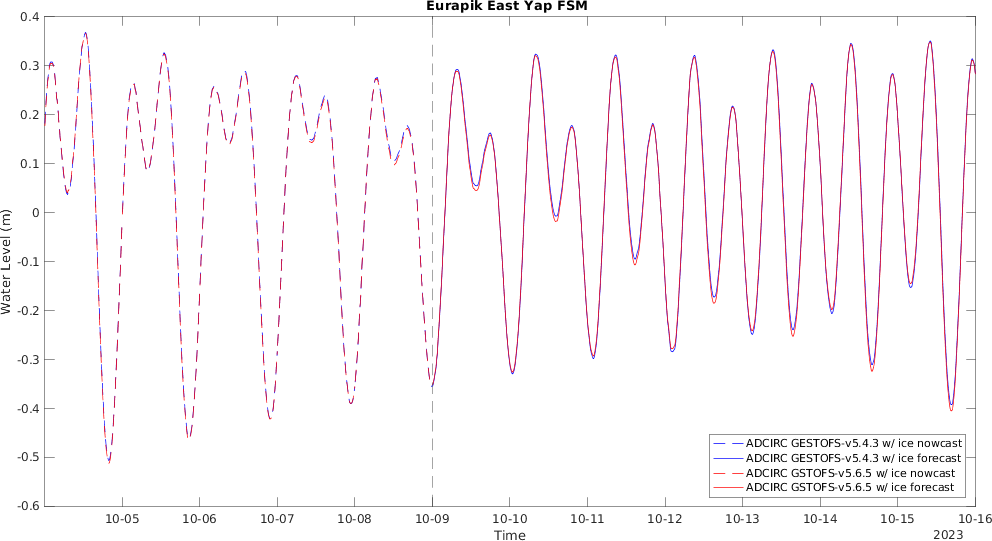 Eurapik East Yap FSM
0.4
0.3
0.2
0.1
0
-0.1
-0.2
-0.3
-0.4
-0.5
-0.6
Water Level (m)
ADCIRC GESTOFS-v5.4.3 w/ ice nowcast
ADCIRC GESTOFS-v5.4.3 w/ ice forecast
ADCIRC GSTOFS-v5.6.5 w/ ice nowcast
ADCIRC GSTOFS-v5.6.5 w/ ice forecast
10-05 10-06 10-07 10-08 10-09 10-10 10-11 10-12 10-13 10-14 10-15 10-16
Time
2023